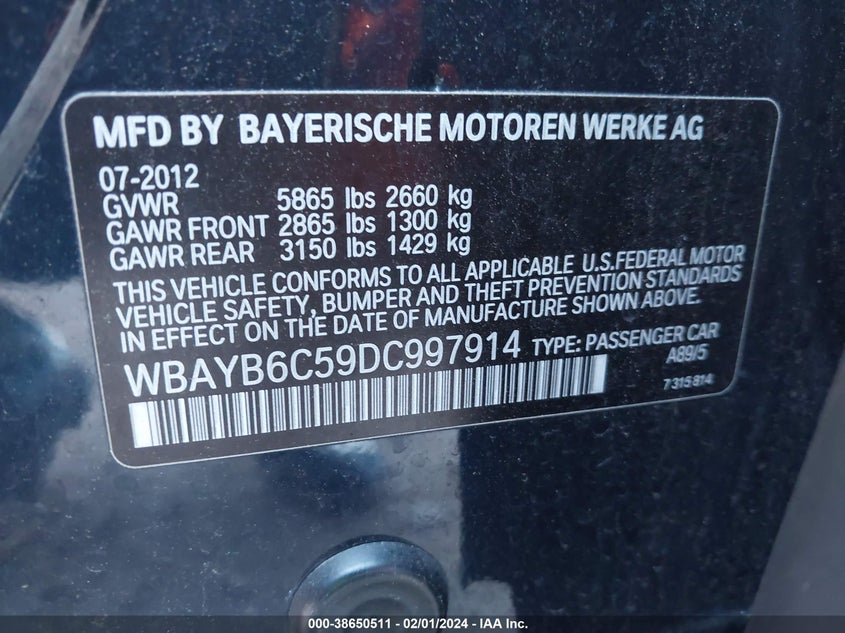 MFD BY BAYERISCHE MOTOREN WERKE AG
07-2012
GVWR 5865 lbs 2660 kg
GAWR FRONT 2865 lbs 1300 kg
GAWR REAR 3150 lbs 1429 kg
THIS VEHICLE CONFORMS TO ALL APPLICABLE U.S.FEDERAL MOTOR
VEHICLE SAFETY, BUMPER AND THEFT PREVENTION STANDARDS
IN EFFECT ON THE DATE OF MANUFACTURE SHOWN ABOVE.
WBAYB6C59DC997914 TYPE: PASSENGER CAR
A89/5
7315814
000-38650511 - 02/01/2024 - IAA Inc.